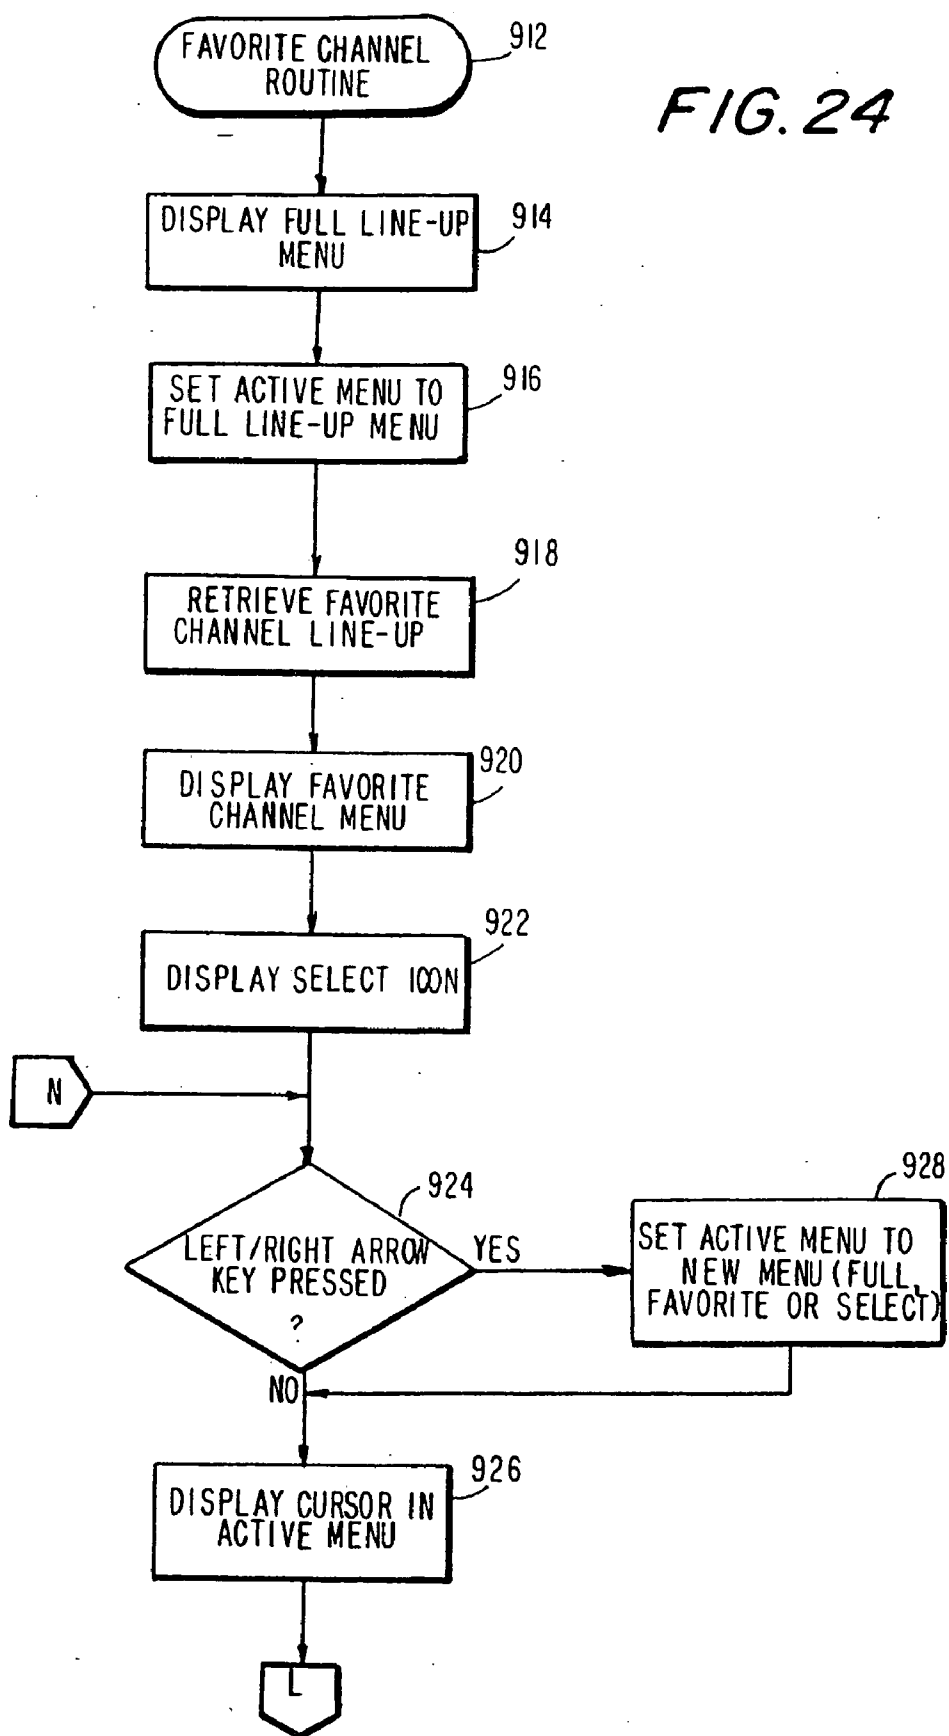 FAVORITE CHANNEL
ROUTINE
912
FIG. 24
DISPLAY FULL LINE-UP
MENU
914
SET ACTIVE MENU TO
FULL LINE-UP MENU
916
RETRIEVE FAVORITE
CHANNEL LINE-UP
918
DISPLAY FAVORITE
CHANNEL MENU
920
DISPLAY SELECT ICON
922
N
LEFT/RIGHT ARROW
KEY PRESSED
?
924
YES
SET ACTIVE MENU TO
NEW MENU (FULL,
FAVORITE OR SELECT)
928
NO
DISPLAY CURSOR IN
ACTIVE MENU
926
L